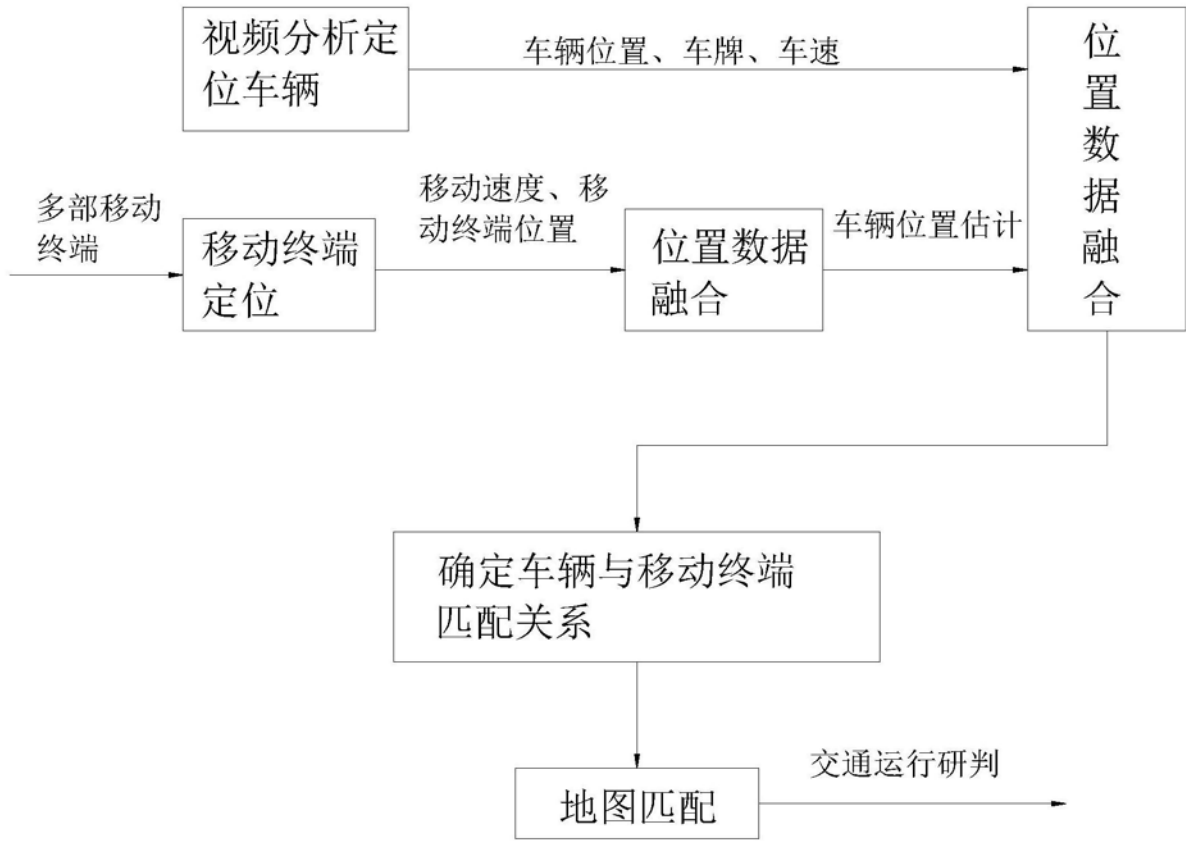 视频分析定
位车辆
车辆位置、车牌、车速
位
置
数
据
融
合
多部移动
终端
移动终端
定位
移动速度、移
动终端位置
位置数据
融合
车辆位置估计
确定车辆与移动终端
匹配关系
地图匹配
交通运行研判